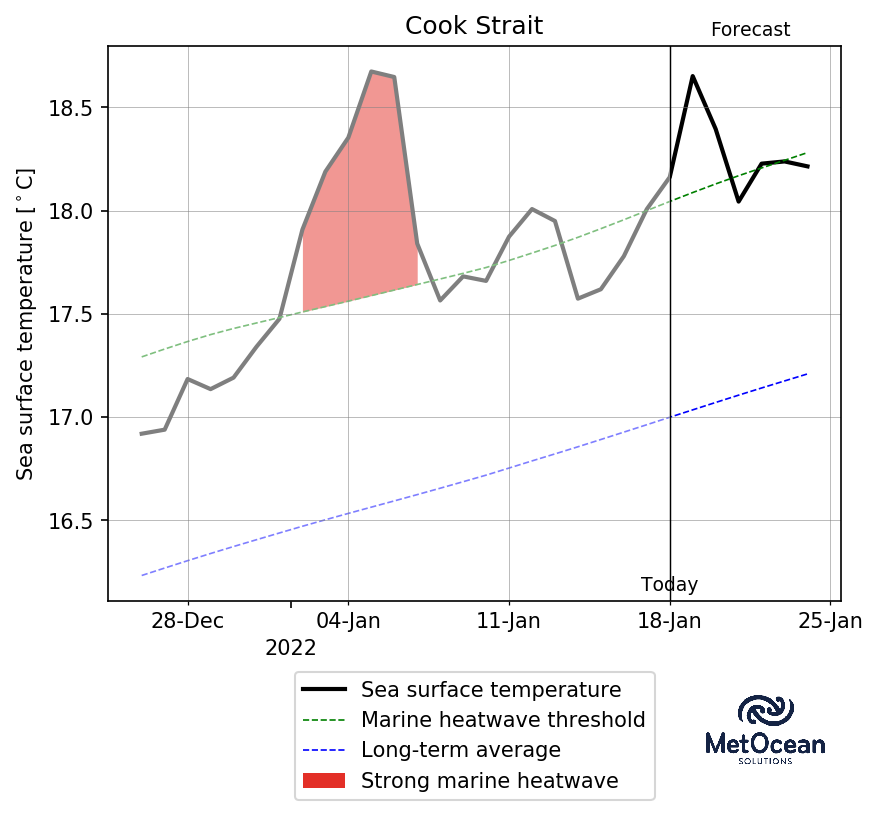 Cook Strait
Forecast
Sea surface temperature [°C]
18.5
18.0
17.5
17.0
16.5
Today
28-Dec 04-Jan 11-Jan 18-Jan 25-Jan
2022
Sea surface temperature
Marine heatwave threshold
Long-term average
Strong marine heatwave
MetOcean
SOLUTIONS